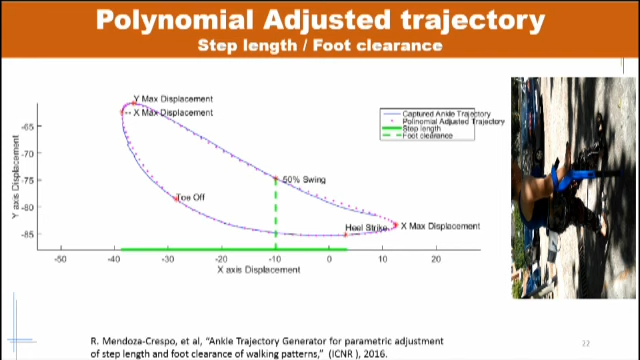 Polynomial Adjusted trajectory
Step length / Foot clearance
Y Max Displacement
X Max Displacement
Captured Ankle Trajectory
Polinomial Adjusted Trajectory
Step length
Foot clearance
50% Swing
Toe Off
Heel Strike
X Max Displacement
Y axis Displacement
-65
-70
-75
-80
-85
-50
-40
-30
-20
-10
0
10
20
X axis Displacement
R. Mendoza-Crespo, et al, “Ankle Trajectory Generator for parametric adjustment
of step length and foot clearance of walking patterns,” (ICNR ), 2016.
22